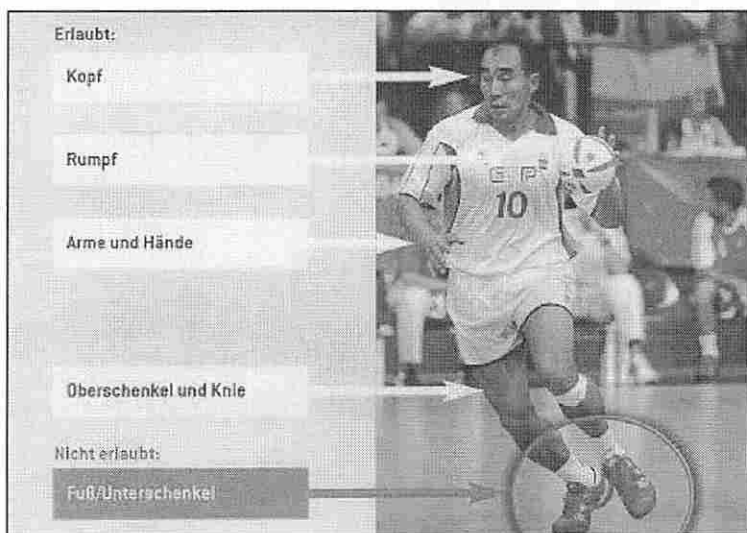 Erlaubt:
Kopf
Rumpf
Arme und Hände
Oberschenkel und Knie
Nicht erlaubt:
Fuß/Unterschenkel
10